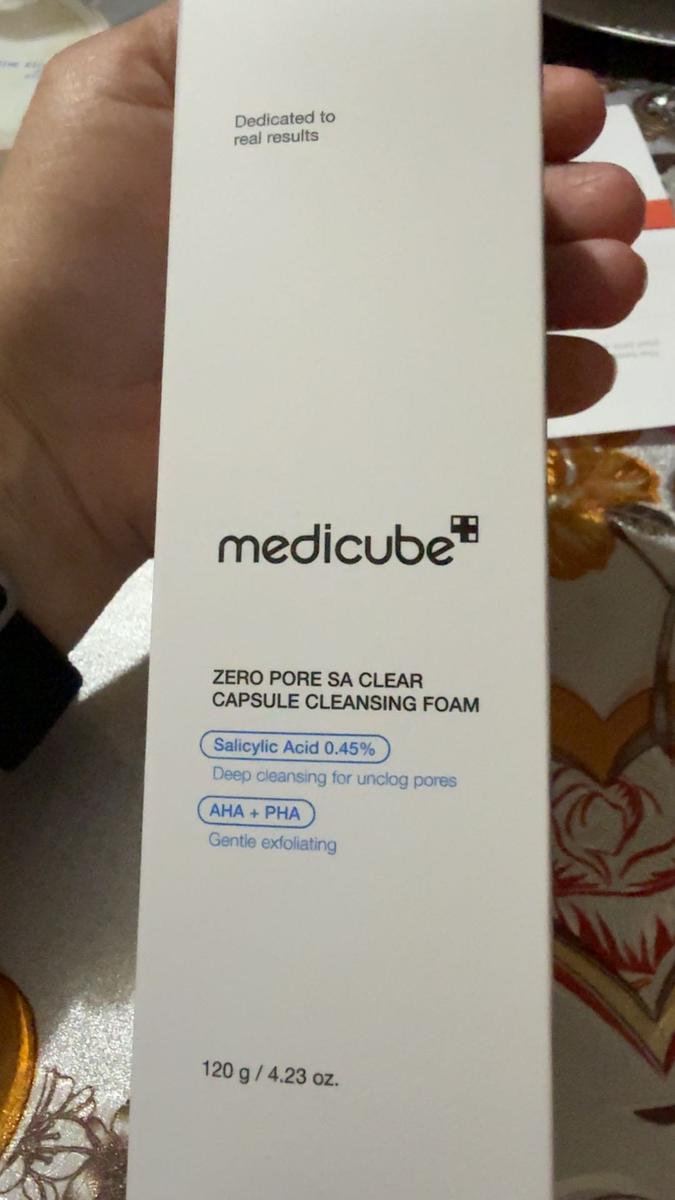 Dedicated to
real results
medicube
ZERO PORE SA CLEAR
CAPSULE CLEANSING FOAM
Salicylic Acid 0.45%
Deep cleansing for unclog pores
AHA + PHA
Gentle exfoliating
120 g / 4.23 oz.